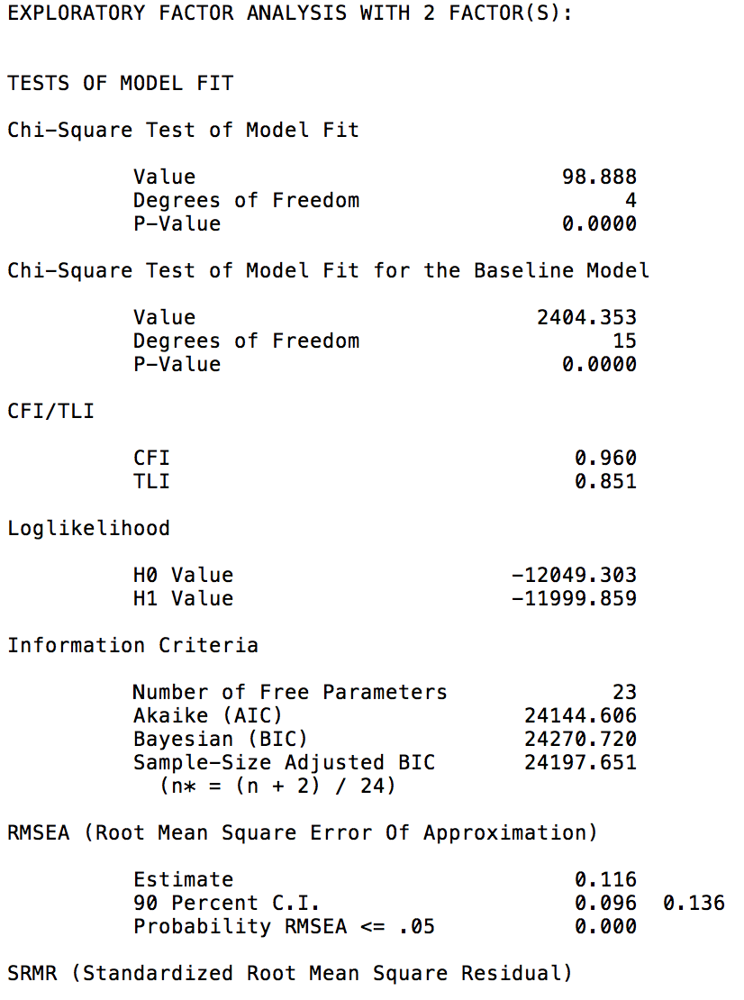 EXPLORATORY FACTOR ANALYSIS WITH 2 FACTOR(S):
TESTS OF MODEL FIT
Chi-Square Test of Model Fit
Value 98.888
Degrees of Freedom 4
P-Value 0.0000
Chi-Square Test of Model Fit for the Baseline Model
Value 2404.353
Degrees of Freedom 15
P-Value 0.0000
CFI/TLI
CFI 0.960
TLI 0.851
Loglikelihood
H0 Value -12049.303
H1 Value -11999.859
Information Criteria
Number of Free Parameters 23
Akaike (AIC) 24144.606
Bayesian (BIC) 24270.720
Sample-Size Adjusted BIC 24197.651
(n* = (n + 2) / 24)
RMSEA (Root Mean Square Error Of Approximation)
Estimate 0.116
90 Percent C.I. 0.096 0.136
Probability RMSEA <= .05 0.000
SRMR (Standardized Root Mean Square Residual)